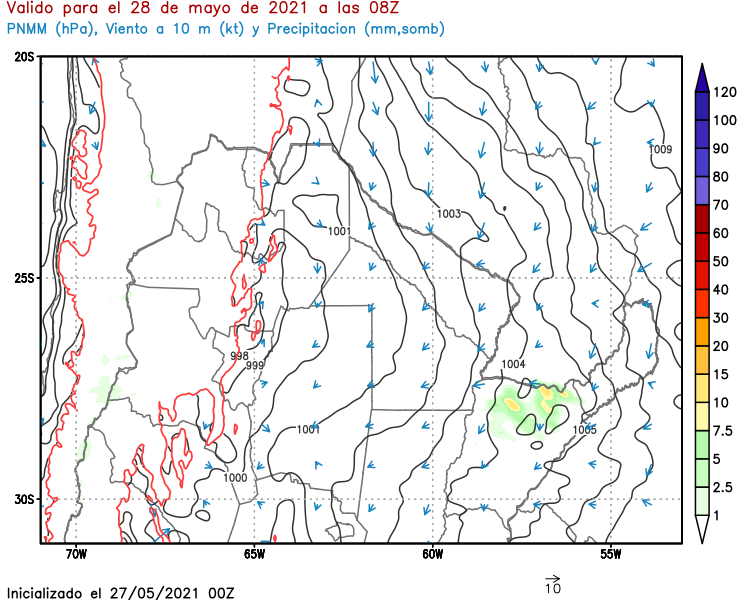 Valido para el 28 de mayo de 2021 a las 08Z
PNMM (hPa), Viento a 10 m (kt) y Precipitacion (mm,somb)
20S
25S
30S
70W
65W
60W
55W
1009
1003
1001
998
999
1004
1001
1005
1000
120
100
90
80
70
60
50
40
30
20
15
10
7.5
5
2.5
1
10
Inicializado el 27/05/2021 00Z